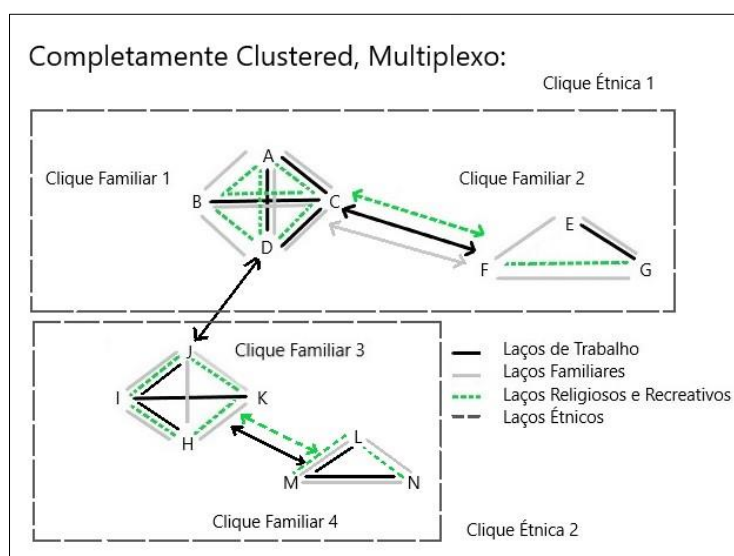 Completamente Clustered, Multiplexo:
Clique Étnica 1
Clique Familiar 1
Clique Familiar 2
A
B
C
D
E
F
G
Clique Familiar 3
J
I
K
H
L
M
N
Clique Familiar 4
Clique Étnica 2
Laços de Trabalho
Laços Familiares
Laços Religiosos e Recreativos
Laços Étnicos